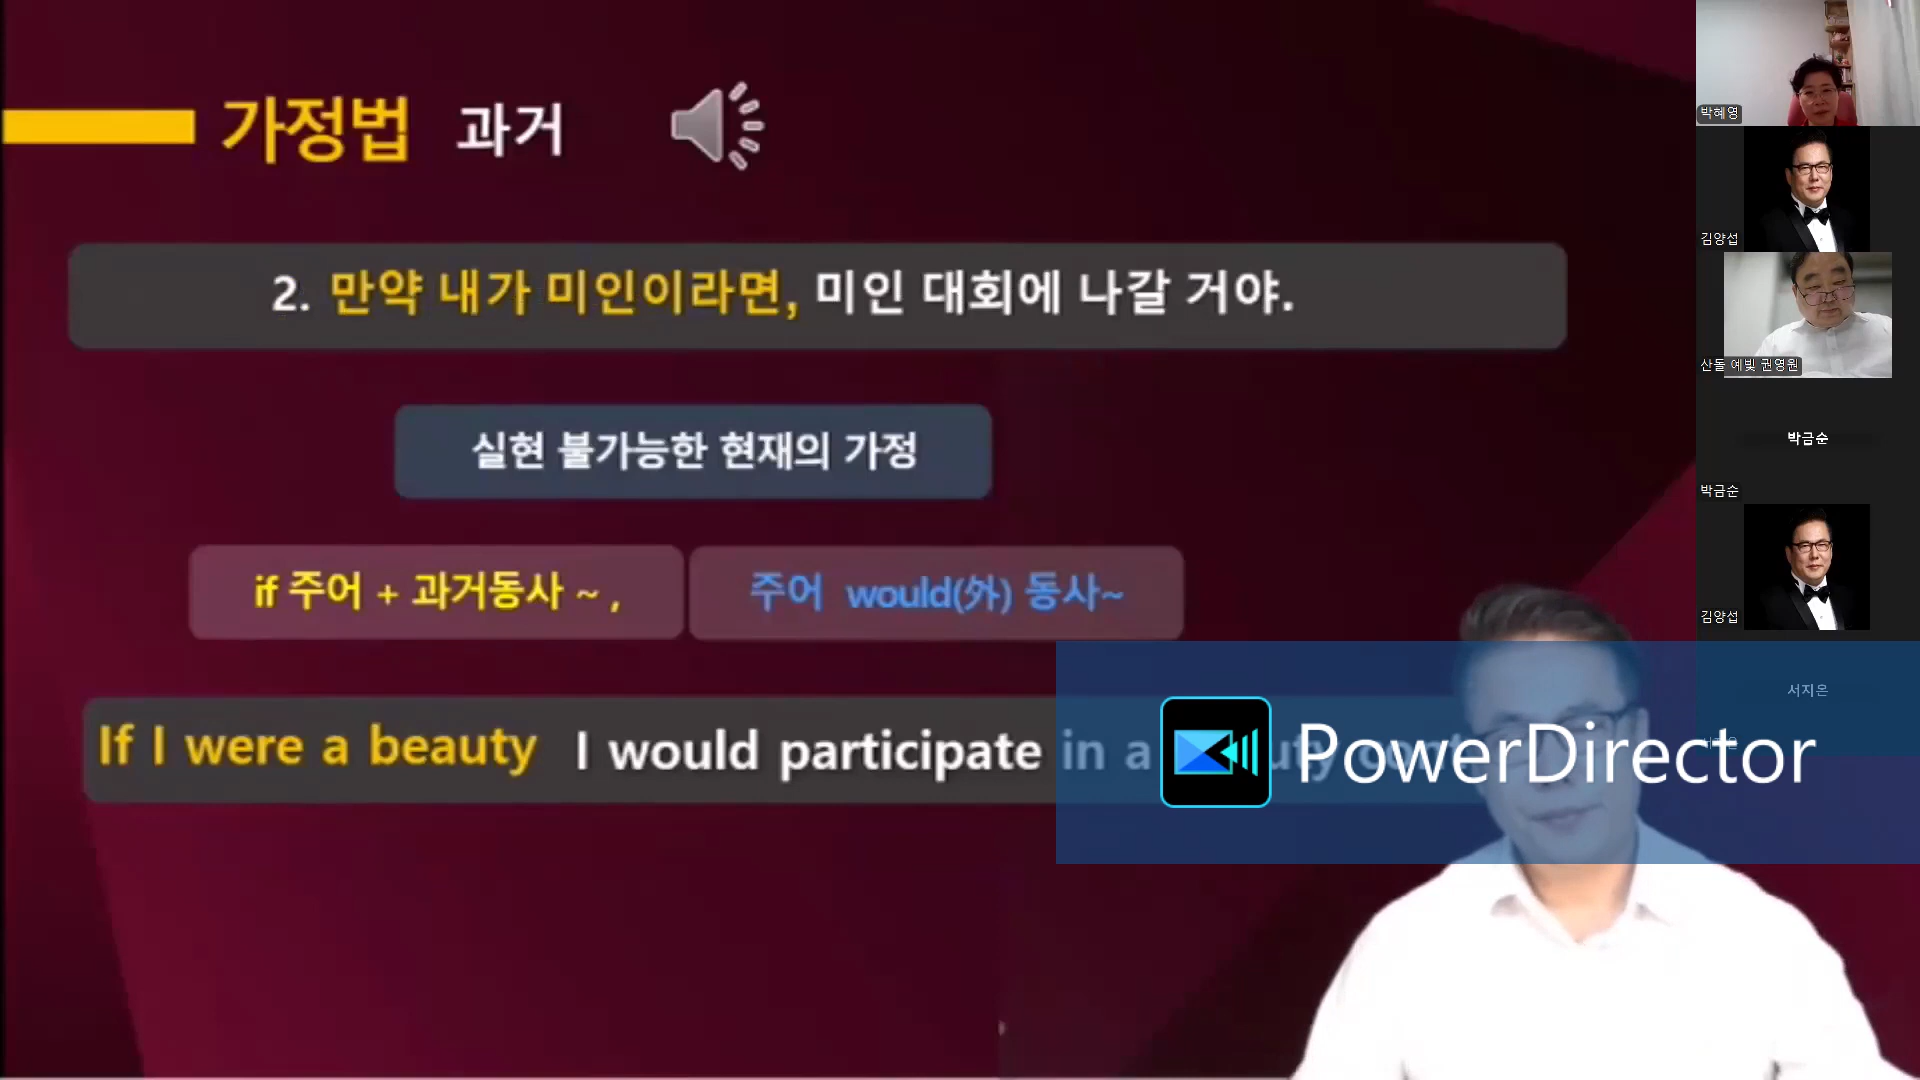 가정법 과거
2. 만약 내가 미인이라면, 미인 대회에 나갈 거야.
실현 불가능한 현재의 가정
if 주어 + 과거동사 ~ , 주어 would(外) 동사~
If I were a beauty I would participate in a
PowerDirector
박혜영
김양섭
산돌 예빛 권영원
박금순
박금순
김양섭
서지온